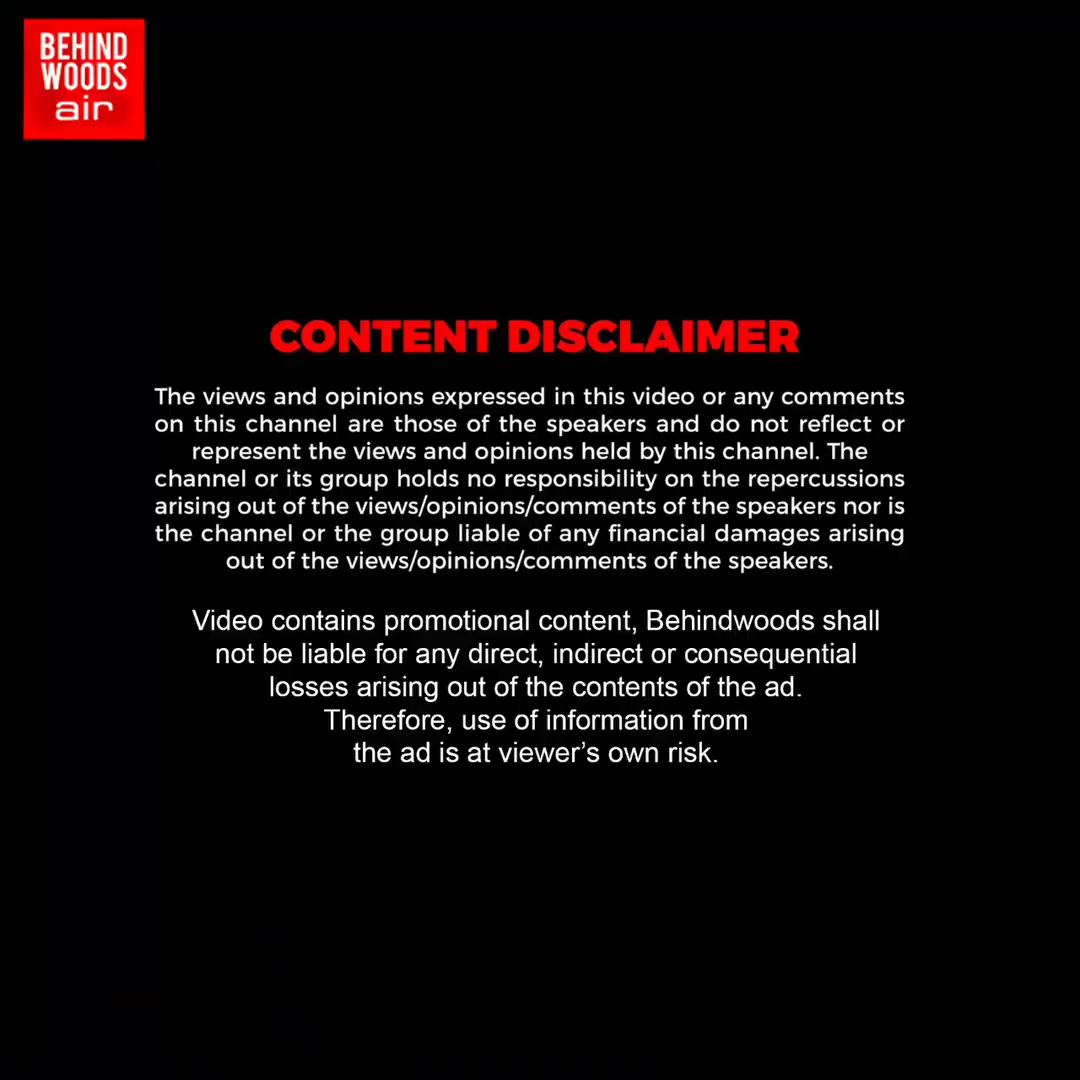 BEHIND
WOODS
air
CONTENT DISCLAIMER
The views and opinions expressed in this video or any comments
on this channel are those of the speakers and do not reflect or
represent the views and opinions held by this channel. The
channel or its group holds no responsibility on the repercussions
arising out of the views/opinions/comments of the speakers nor is
the channel or the group liable of any financial damages arising
out of the views/opinions/comments of the speakers.
Video contains promotional content, Behindwoods shall
not be liable for any direct, indirect or consequential
losses arising out of the contents of the ad.
Therefore, use of information from
the ad is at viewer’s own risk.